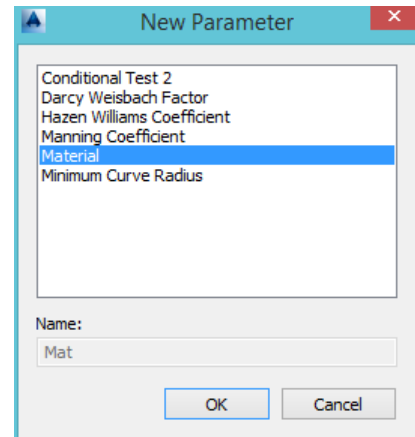 New Parameter
Conditional Test 2
Darcy Weisbach Factor
Hazen Williams Coefficient
Manning Coefficient
Material
Minimum Curve Radius
Name:
Mat
OK
Cancel